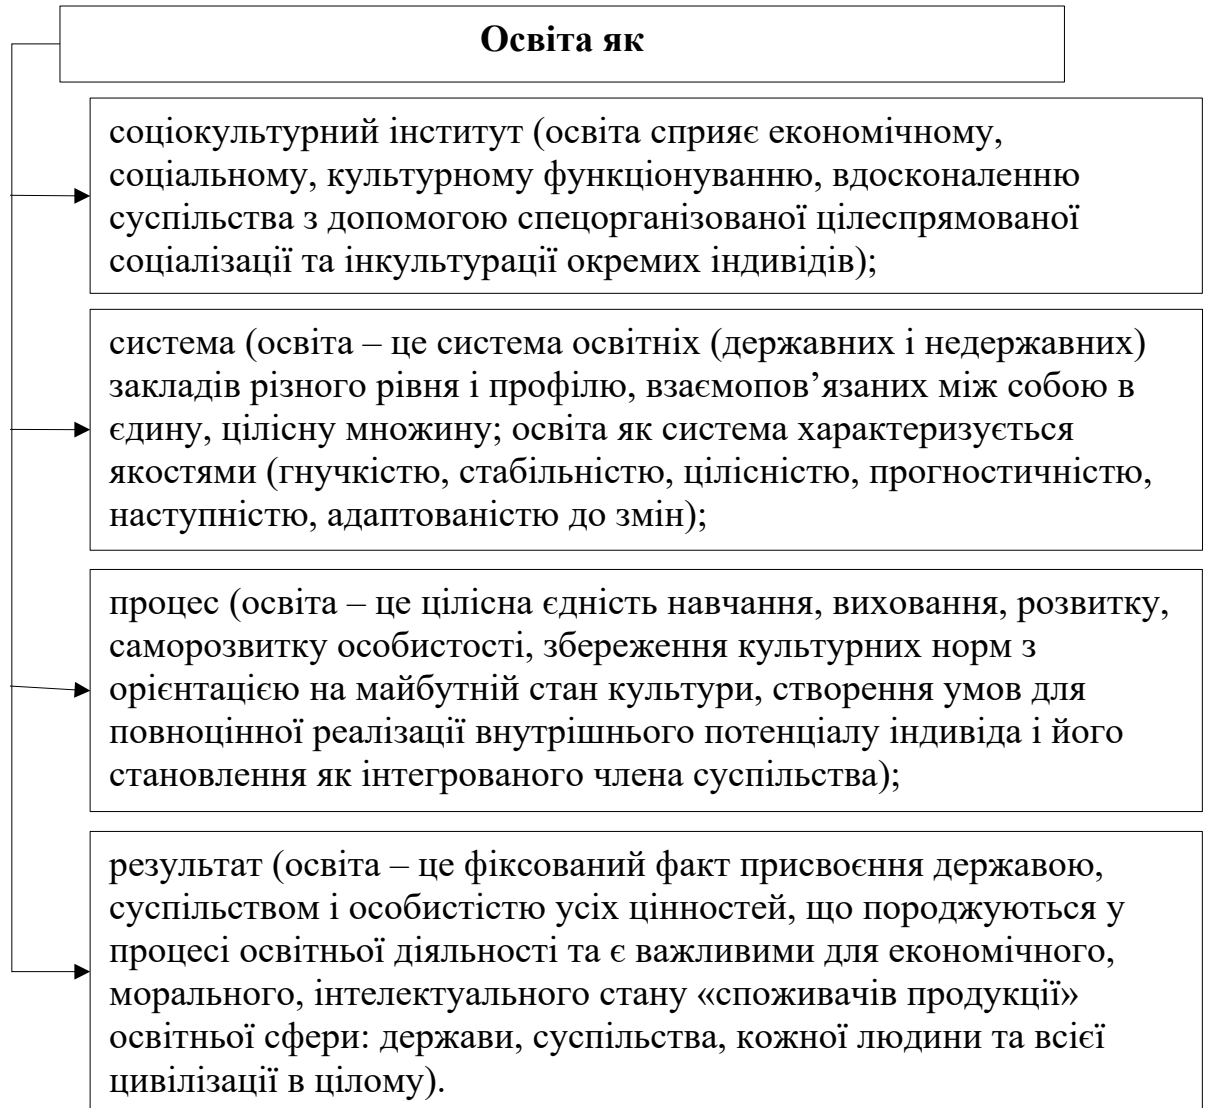 Освіта як
соціокультурний інститут (освіта сприяє економічному,
соціальному, культурному функціонуванню, вдосконаленню
суспільства з допомогою спецорганізованої цілеспрямованої
соціалізації та інкультурації окремих індивідів);
система (освіта – це система освітніх (державних і недержавних)
закладів різного рівня і профілю, взаємопов’язаних між собою в
єдину, цілісну множину; освіта як система характеризується
якостями (гнучкістю, стабільністю, цілісністю, прогностичністю,
наступністю, адаптованістю до змін);
процес (освіта – це цілісна єдність навчання, виховання, розвитку,
саморозвитку особистості, збереження культурних норм з
орієнтацією на майбутній стан культури, створення умов для
повноцінної реалізації внутрішнього потенціалу індивіда і його
становлення як інтегрованого члена суспільства);
результат (освіта – це фіксований факт присвоєння державою,
суспільством і особистістю усіх цінностей, що породжуються у
процесі освітньої діяльності та є важливими для економічного,
морального, інтелектуального стану «споживачів продукції»
освітньої сфери: держави, суспільства, кожної людини та всієї
цивілізації в цілому).